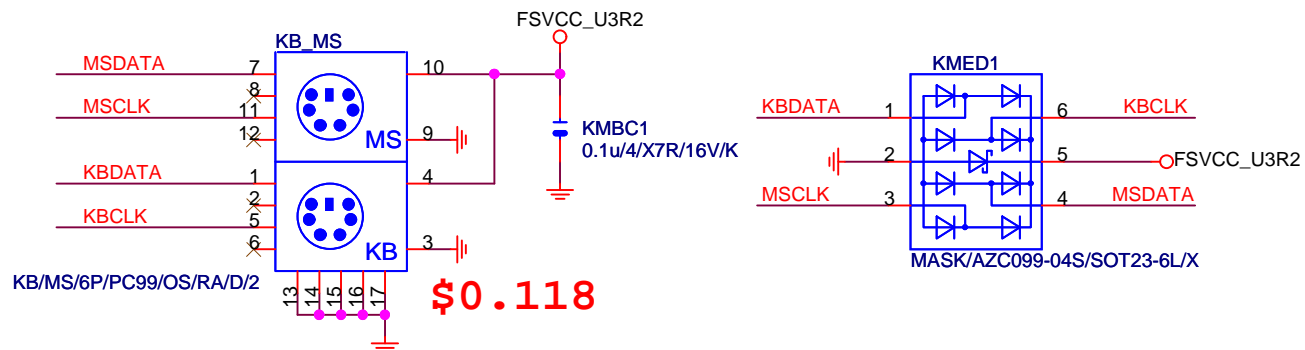 FSVCC_U3R2
KB_MS
MSDATA
7
10
8
MSCLK
11
12
MS
9
KMBC1
0.1u/4/X7R/16V/K
KBDATA
1
4
2
KBCLK
5
6
KB
3
KB/MS/6P/PC99/OS/RA/D/2
13
14
15
16
17
$0.118
KMED1
KBDATA
1
6
KBCLK
2
5
FSVCC_U3R2
MSCLK
3
4
MSDATA
MASK/AZC099-04S/SOT23-6L/X